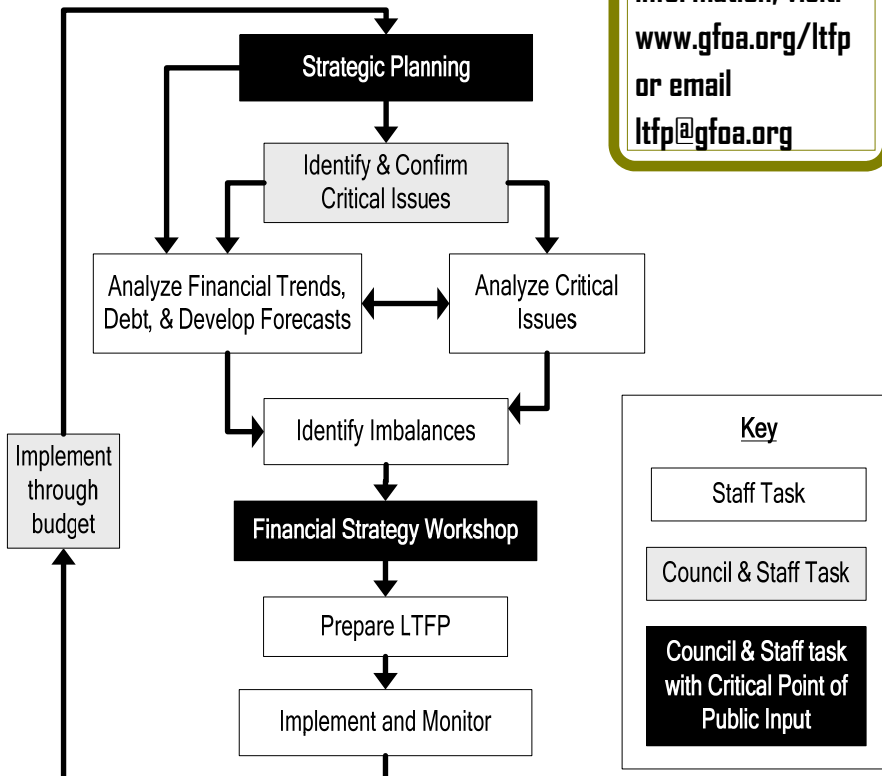 www.gfoa.org/ltfp
or email
ltfp@gfoa.org
Strategic Planning
Identify & Confirm
Critical Issues
Analyze Financial Trends,
Debt, & Develop Forecasts
Analyze Critical
Issues
Identify Imbalances
Implement
through
budget
Financial Strategy Workshop
Prepare LTFP
Implement and Monitor
Key
Staff Task
Council & Staff Task
Council & Staff task
with Critical Point of
Public Input